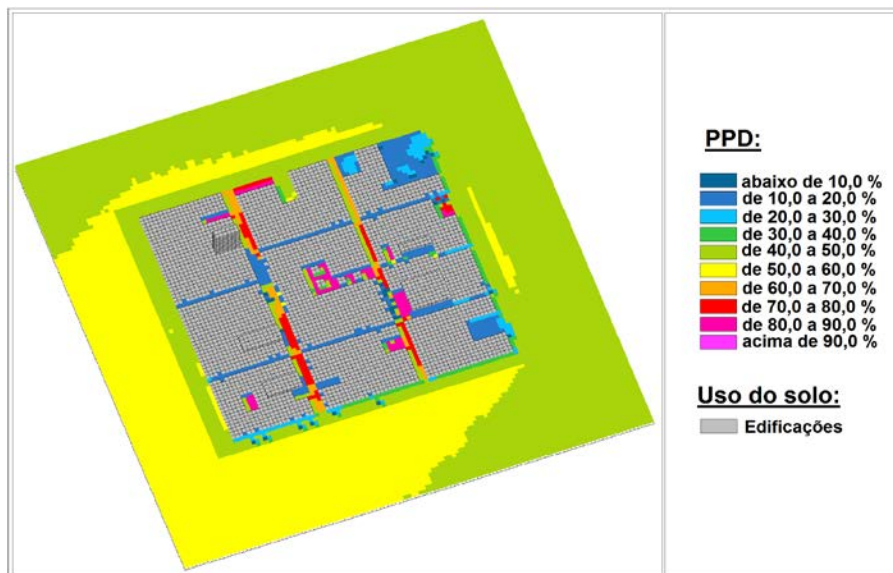 PPD:
abaixo de 10,0 %
de 10,0 a 20,0 %
de 20,0 a 30,0 %
de 30,0 a 40,0 %
de 40,0 a 50,0 %
de 50,0 a 60,0 %
de 60,0 a 70,0 %
de 70,0 a 80,0 %
de 80,0 a 90,0 %
acima de 90,0 %
Uso do solo:
Edificações